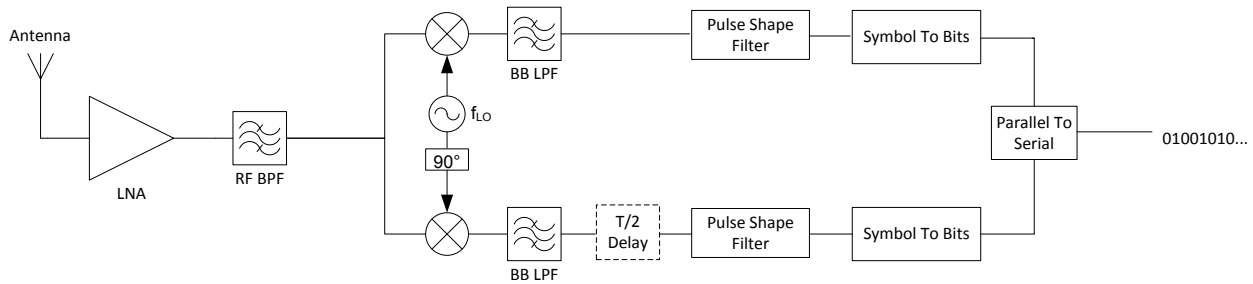 Antenna
LNA
RF BPF
BB LPF
Pulse Shape
Filter
Symbol To Bits
fLO
90°
BB LPF
T/2
Delay
Pulse Shape
Filter
Symbol To Bits
Parallel To
Serial
01001010...